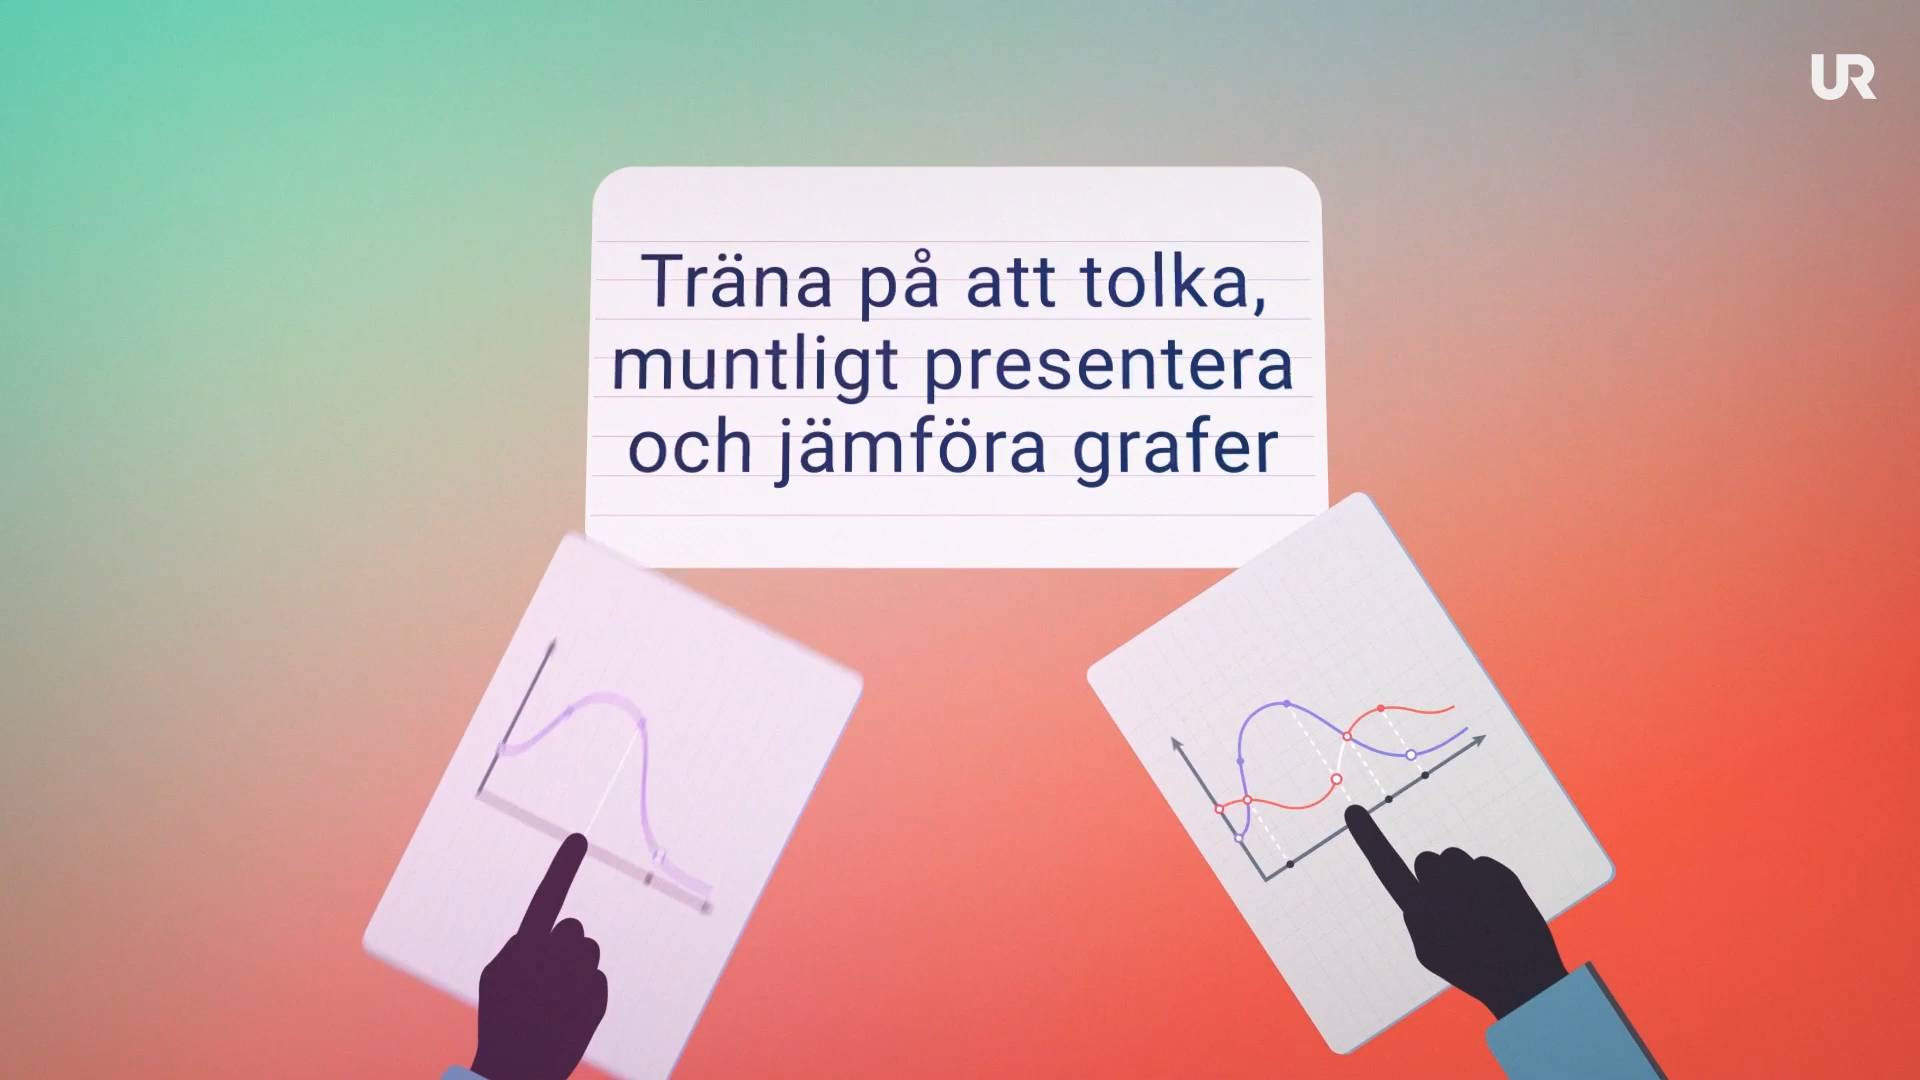 UR
Träna på att tolka,
muntligt presentera
och jämföra grafer